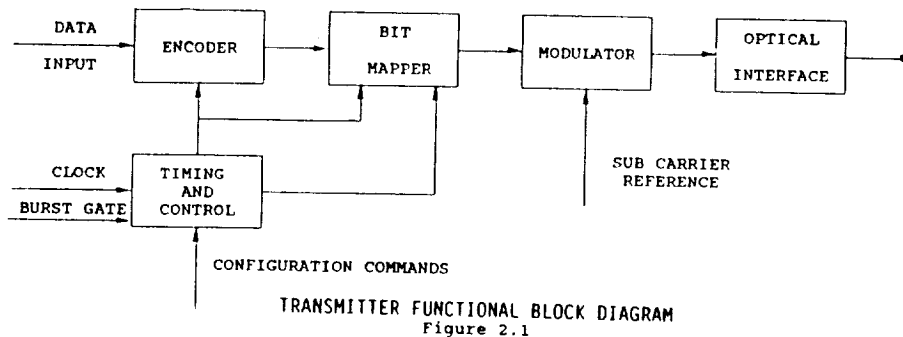 DATA
INPUT
ENCODER
BIT
MAPPER
MODULATOR
OPTICAL
INTERFACE
CLOCK
BURST GATE
TIMING
AND
CONTROL
SUB CARRIER
REFERENCE
CONFIGURATION COMMANDS
TRANSMITTER FUNCTIONAL BLOCK DIAGRAM
Figure 2.1